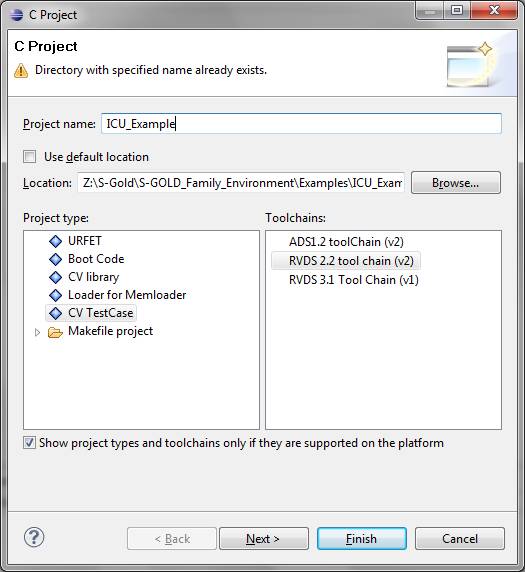 C Project
C Project
Directory with specified name already exists.
Project name: ICU_Example
Use default location
Location: Z:\S-Gold\S-GOLD_Family_Environment\Examples\ICU_Exam Browse...
Project type: Toolchains:
URFET ADS1.2 toolChain (v2)
Boot Code RVDS 2.2 tool chain (v2)
CV library RVDS 3.1 Tool Chain (v1)
Loader for Memloader
CV TestCase
Makefile project
Show project types and toolchains only if they are supported on the platform
? < Back Next > Finish Cancel